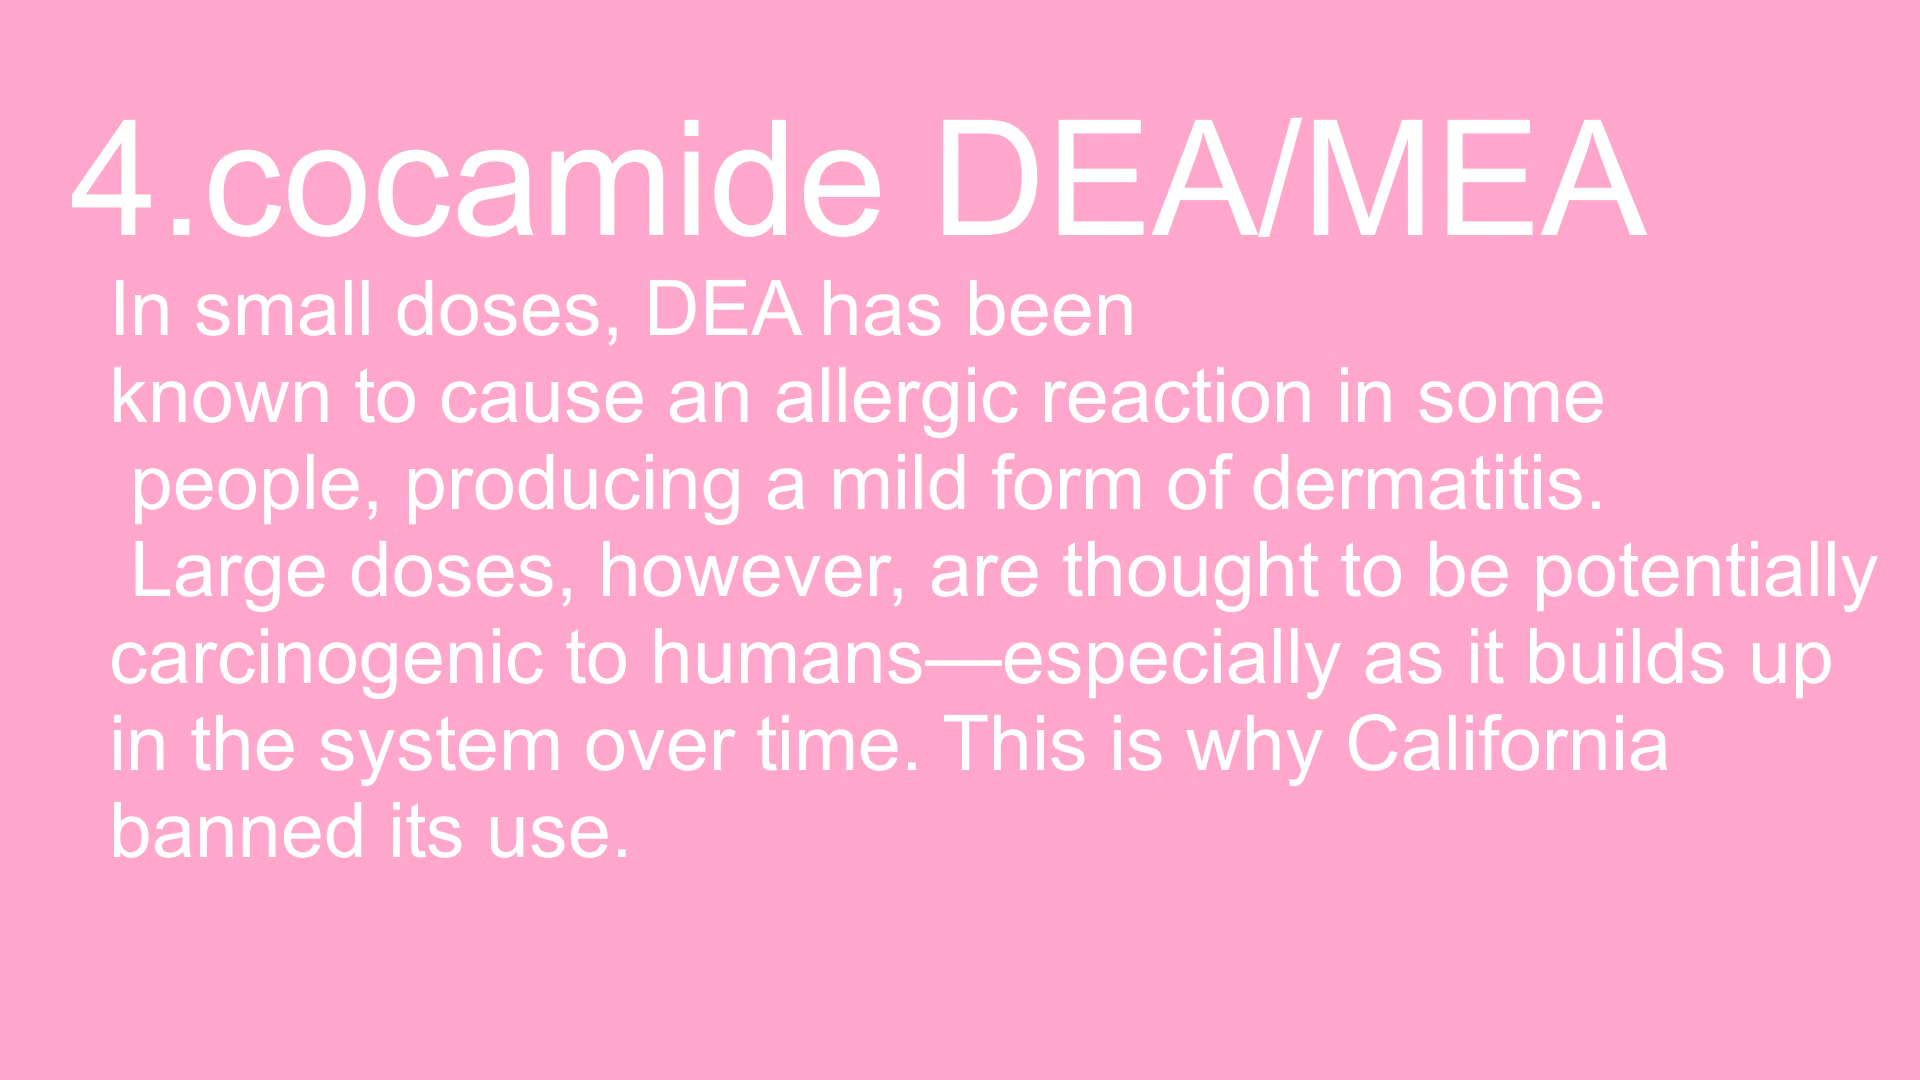 4.cocamide DEA/MEA
In small doses, DEA has been
known to cause an allergic reaction in some
people, producing a mild form of dermatitis.
Large doses, however, are thought to be potentially
carcinogenic to humans—especially as it builds up
in the system over time. This is why California
banned its use.